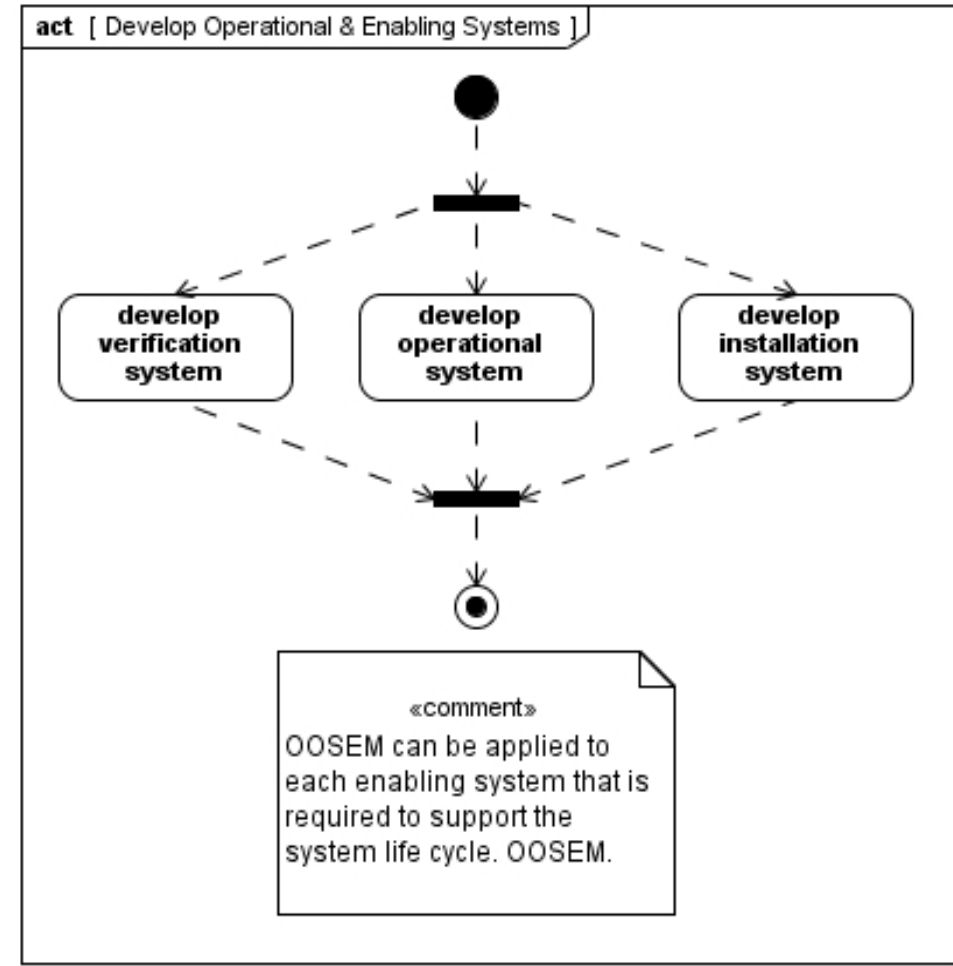 act [ Develop Operational & Enabling Systems ]
develop
verification
system
develop
operational
system
develop
installation
system
«comment»
OOSEM can be applied to
each enabling system that is
required to support the
system life cycle. OOSEM.